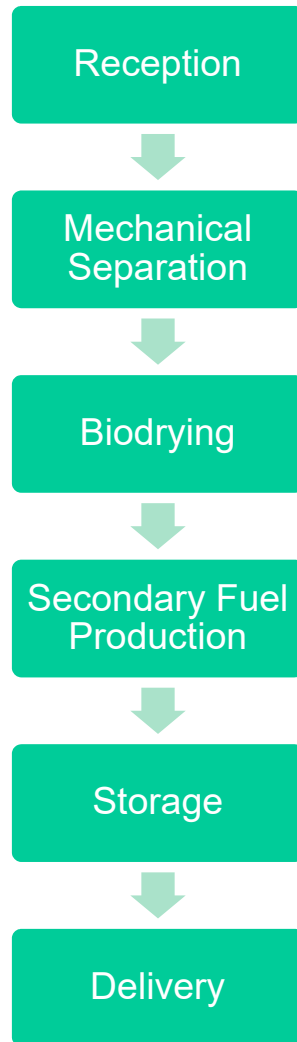 Reception
Mechanical
Separation
Biodrying
Secondary Fuel
Production
Storage
Delivery